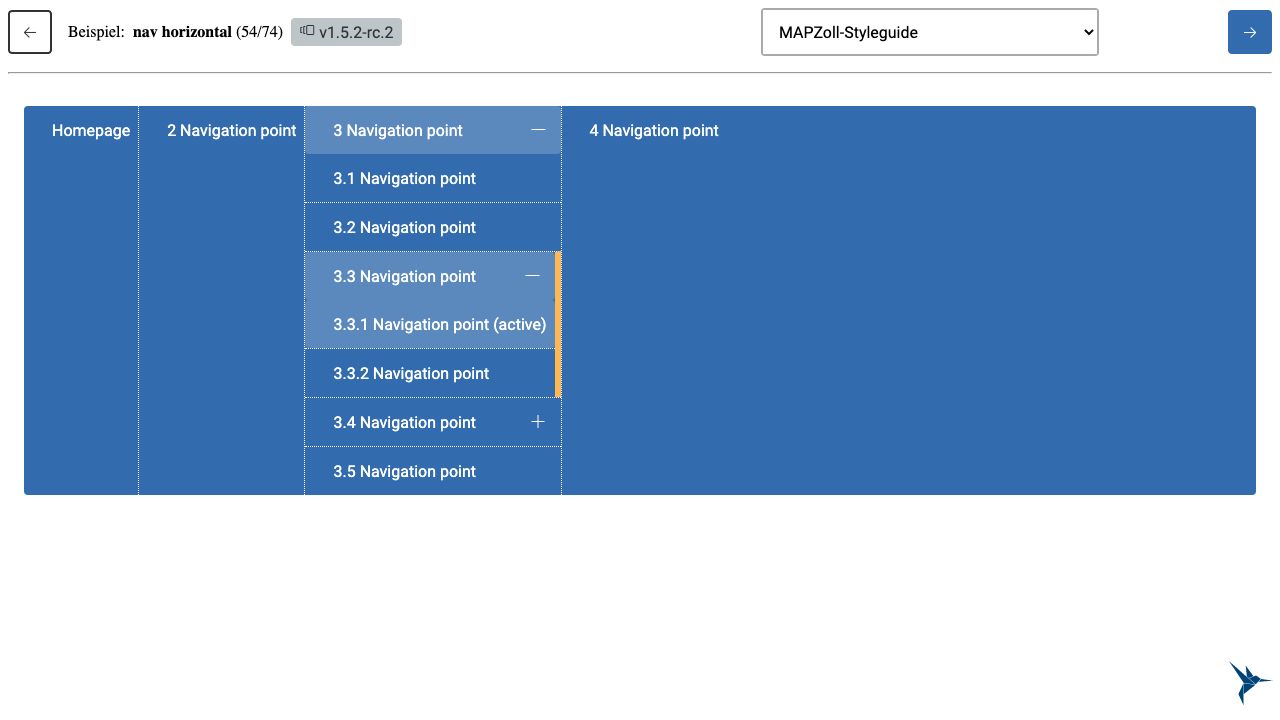 Beispiel: nav horizontal (54/74) v1.5.2-rc.2 MAPZoll-Styleguide
Homepage 2 Navigation point 3 Navigation point 4 Navigation point
3.1 Navigation point
3.2 Navigation point
3.3 Navigation point
3.3.1 Navigation point (active)
3.3.2 Navigation point
3.4 Navigation point
3.5 Navigation point